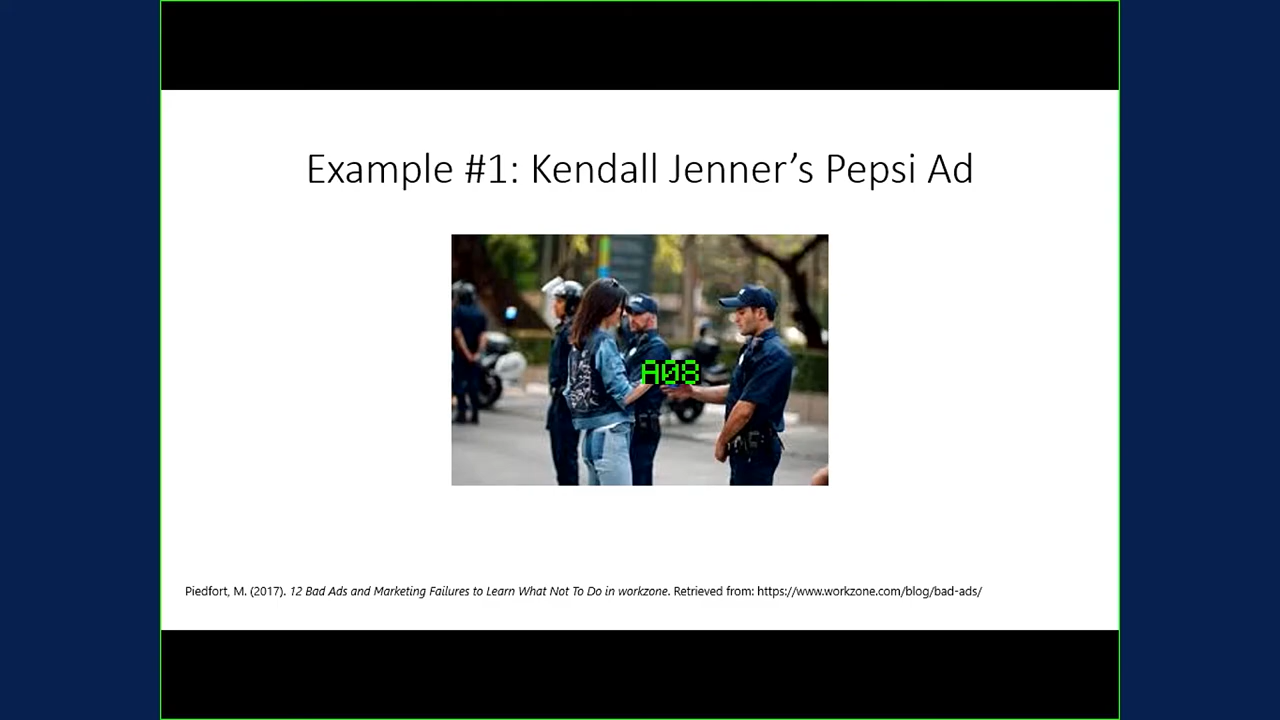 Example #1: Kendall Jenner’s Pepsi Ad
A08
Piedfort, M. (2017). 12 Bad Ads and Marketing Failures to Learn What Not To Do in workzone. Retrieved from: https://www.workzone.com/blog/bad-ads/